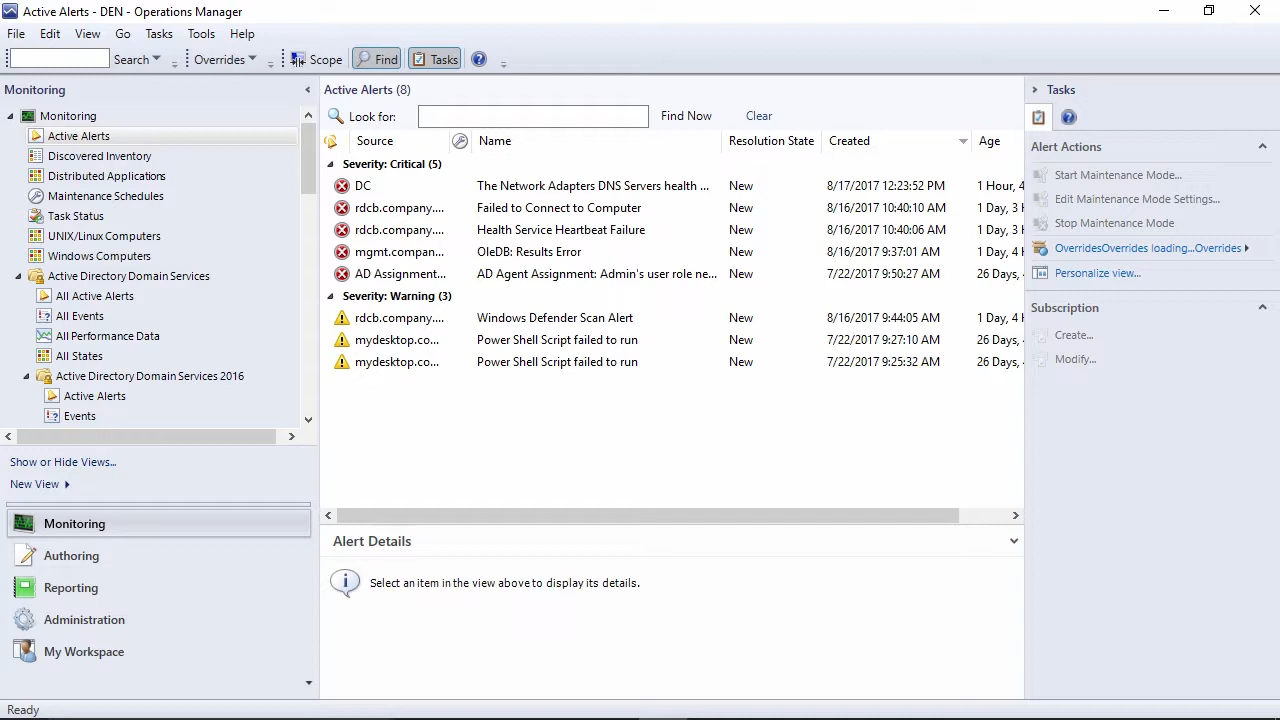 Active Alerts - DEN - Operations Manager
File Edit View Go Tasks Tools Help
Search Overrides Scope Find Tasks
Monitoring
Monitoring
Active Alerts
Discovered Inventory
Distributed Applications
Maintenance Schedules
Task Status
UNIX/Linux Computers
Windows Computers
Active Directory Domain Services
All Active Alerts
All Events
All Performance Data
All States
Active Directory Domain Services 2016
Active Alerts
Events
Show or Hide Views...
New View
Monitoring
Authoring
Reporting
Administration
My Workspace
Active Alerts (8)
Look for: Find Now Clear
Source Name Resolution State Created Age
Severity: Critical (5)
DC The Network Adapters DNS Servers health ... New 8/17/2017 12:23:52 PM 1 Hour, 4
rdcb.company.... Failed to Connect to Computer New 8/16/2017 10:40:10 AM 1 Day, 3
rdcb.company.... Health Service Heartbeat Failure New 8/16/2017 10:40:06 AM 1 Day, 3
mgmt.compan... OleDB: Results Error New 8/16/2017 9:37:01 AM 1 Day, 4
AD Assignment... AD Agent Assignment: Admin's user role ne... New 7/22/2017 9:50:27 AM 26 Days,
Severity: Warning (3)
rdcb.company.... Windows Defender Scan Alert New 8/16/2017 9:44:05 AM 1 Day, 4
mydesktop.co... Power Shell Script failed to run New 7/22/2017 9:27:10 AM 26 Days,
mydesktop.co... Power Shell Script failed to run New 7/22/2017 9:25:32 AM 26 Days,
Alert Details
Select an item in the view above to display its details.
Tasks
Alert Actions
Start Maintenance Mode...
Edit Maintenance Mode Settings...
Stop Maintenance Mode
OverridesOverrides loading...Overrides
Personalize view...
Subscription
Create...
Modify...
Ready